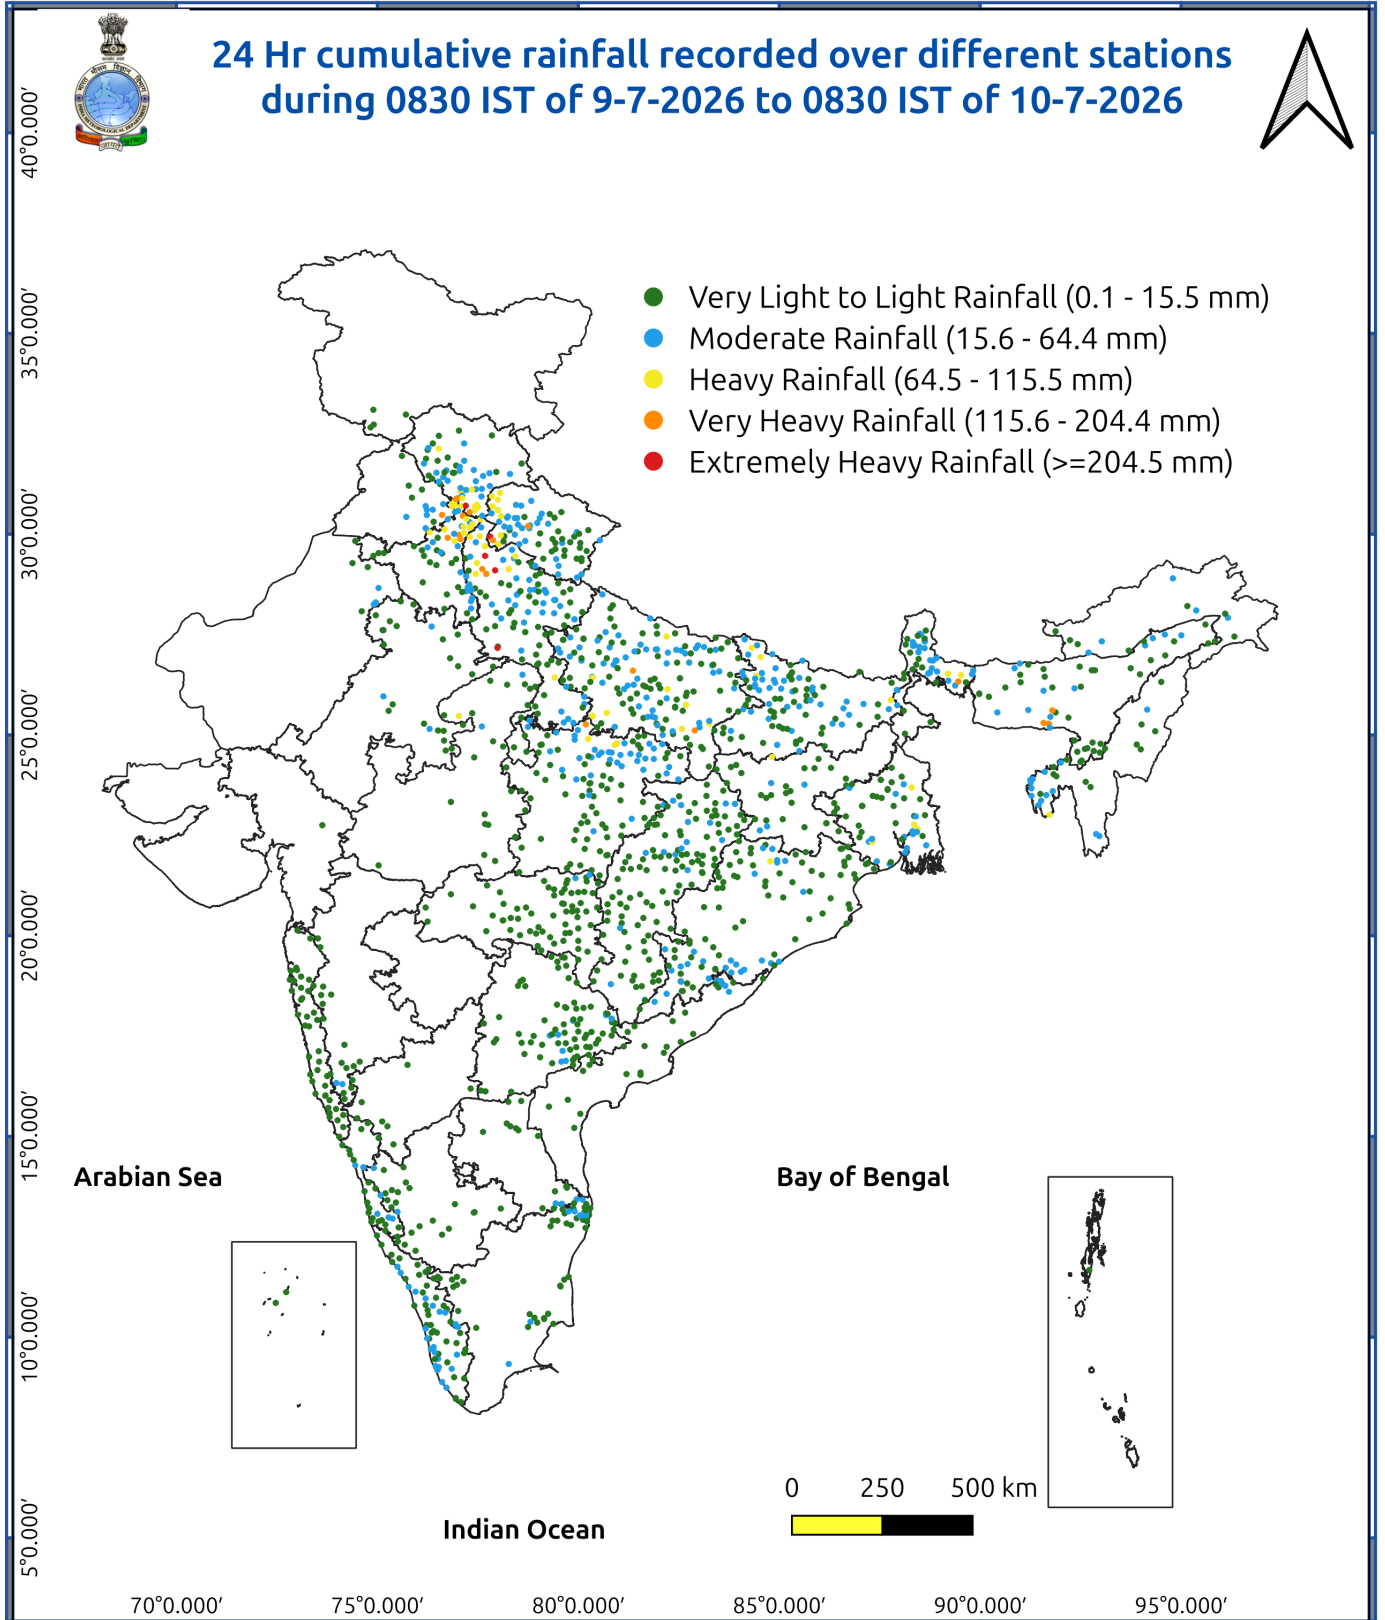 24 Hr cumulative rainfall recorded over different stations
during 0830 IST of 9-7-2026 to 0830 IST of 10-7-2026
Very Light to Light Rainfall (0.1 - 15.5 mm)
Moderate Rainfall (15.6 - 64.4 mm)
Heavy Rainfall (64.5 - 115.5 mm)
Very Heavy Rainfall (115.6 - 204.4 mm)
Extremely Heavy Rainfall (>=204.5 mm)
40°0.000′
35°0.000′
30°0.000′
25°0.000′
20°0.000′
15°0.000′
10°0.000′
5°0.000′
Arabian Sea
Bay of Bengal
Indian Ocean
0 250 500 km
70°0.000′ 75°0.000′ 80°0.000′ 85°0.000′ 90°0.000′ 95°0.000′